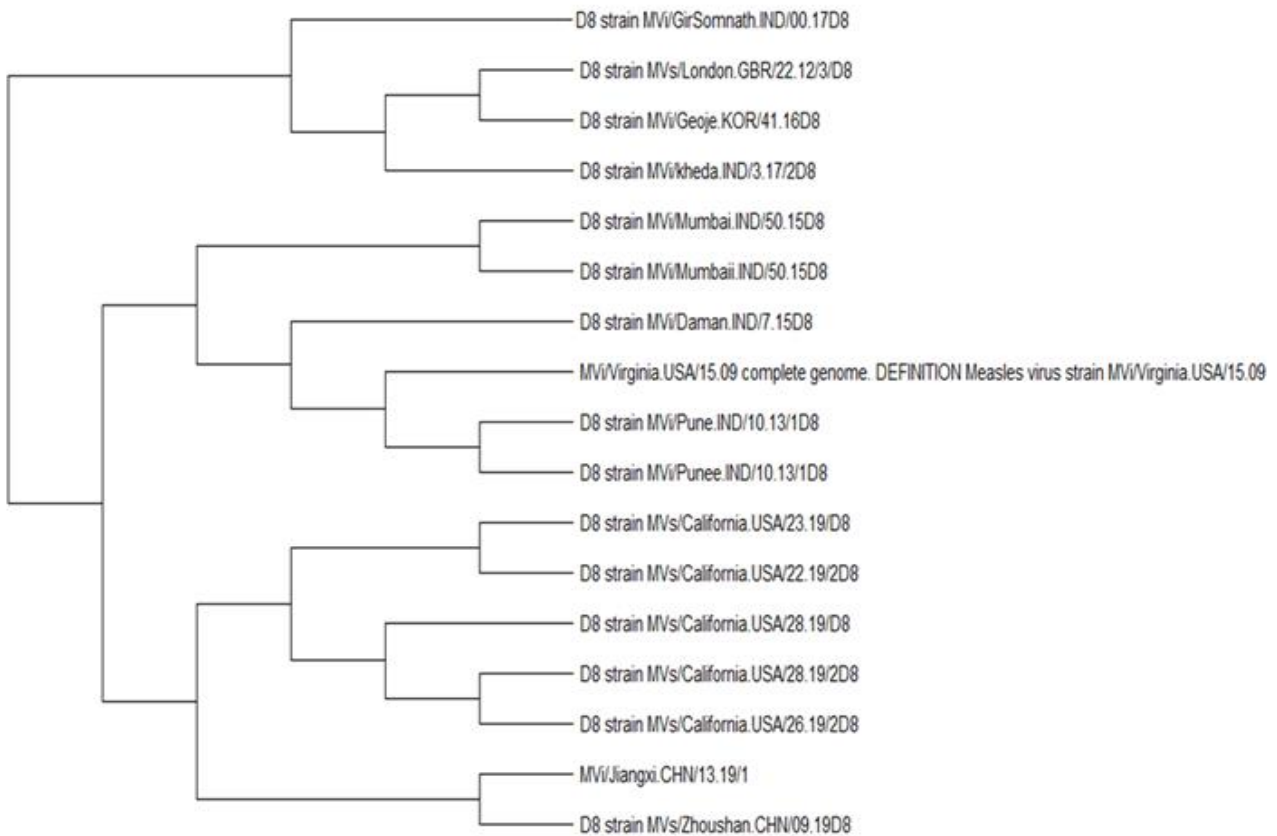 D8 strain MVi/GirSomnath.IND/00.17D8
D8 strain MVs/London.GBR/22.12/3/D8
D8 strain MVi/Geoje.KOR/41.16D8
D8 strain MVi/kheda.IND/3.17/2D8
D8 strain MVi/Mumbai.IND/50.15D8
D8 strain MVi/Mumbaii.IND/50.15D8
D8 strain MVi/Daman.IND/7.15D8
MVi/Virginia.USA/15.09 complete genome. DEFINITION Measles virus strain MVi/Virginia.USA/15.09
D8 strain MVi/Pune.IND/10.13/1D8
D8 strain MVi/Punee.IND/10.13/1D8
D8 strain MVs/California.USA/23.19/D8
D8 strain MVs/California.USA/22.19/2D8
D8 strain MVs/California.USA/28.19/D8
D8 strain MVs/California.USA/28.19/2D8
D8 strain MVs/California.USA/26.19/2D8
MVi/Jiangxi.CHN/13.19/1
D8 strain MVs/Zhoushan.CHN/09.19D8